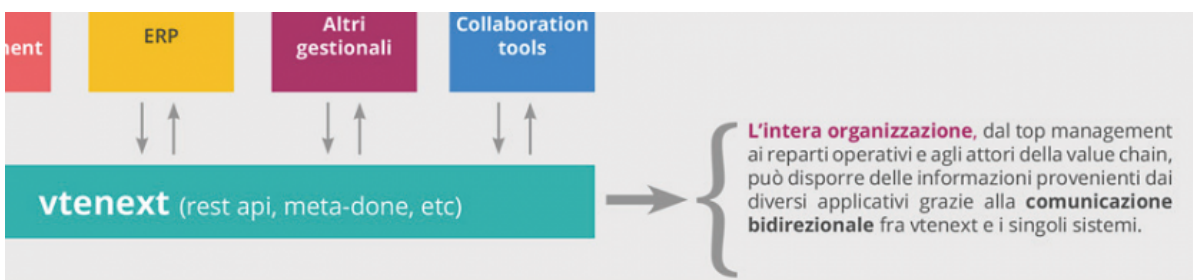 ment
ERP
Altri
gestionali
Collaboration
tools
vtenext (rest api, meta-done, etc)
L'intera organizzazione, dal top management
ai reparti operativi e agli attori della value chain,
può disporre delle informazioni provenienti dai
diversi applicativi grazie alla comunicazione
bidirezionale fra vtenext e i singoli sistemi.